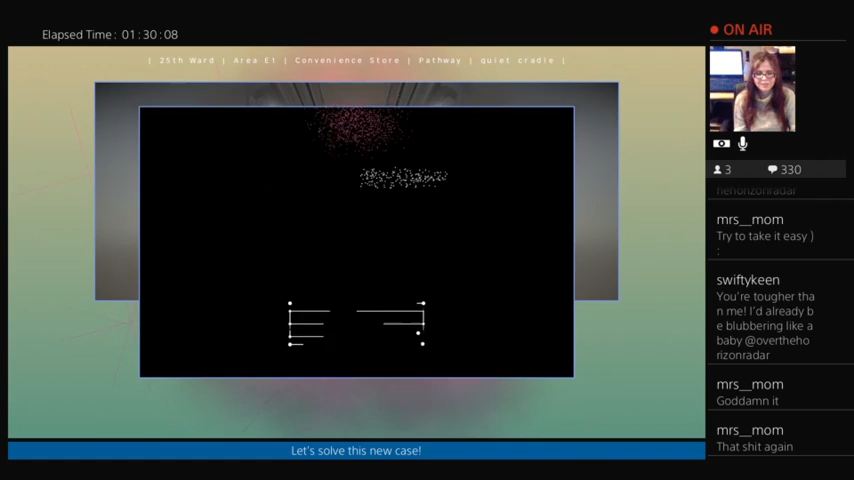 Elapsed Time: 01:30:08
ON AIR
| 25th Ward | Area E1 | Convenience Store | Pathway | quiet cradle |
3
330
nehorizonradar
mrs__mom
Try to take it easy )
:
swiftykeen
You're tougher tha
n me! I'd already b
e blubbering like a
baby @overtheho
rizonradar
mrs__mom
Goddamn it
mrs__mom
That shit again
Let's solve this new case!